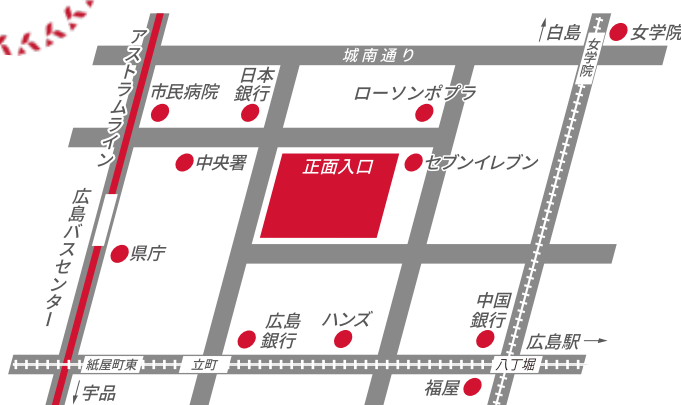 白島
女学院
女学院
城南通り
アストラムライン
市民病院
日本
銀行
ローソンポプラ
中央署
正面入口
セブンイレブン
広島バスセンター
県庁
広島
銀行
ハンズ
中国
銀行
広島駅
紙屋町東
立町
八丁堀
宇品
福屋